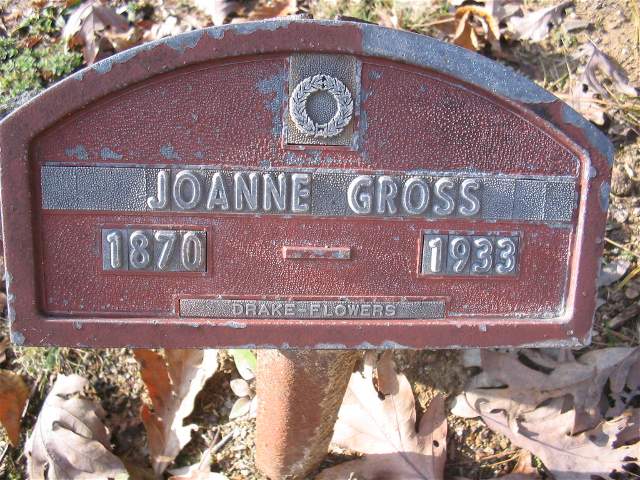 JOANNE GROSS
1870 — 1933
DRAKE-FLOWERS